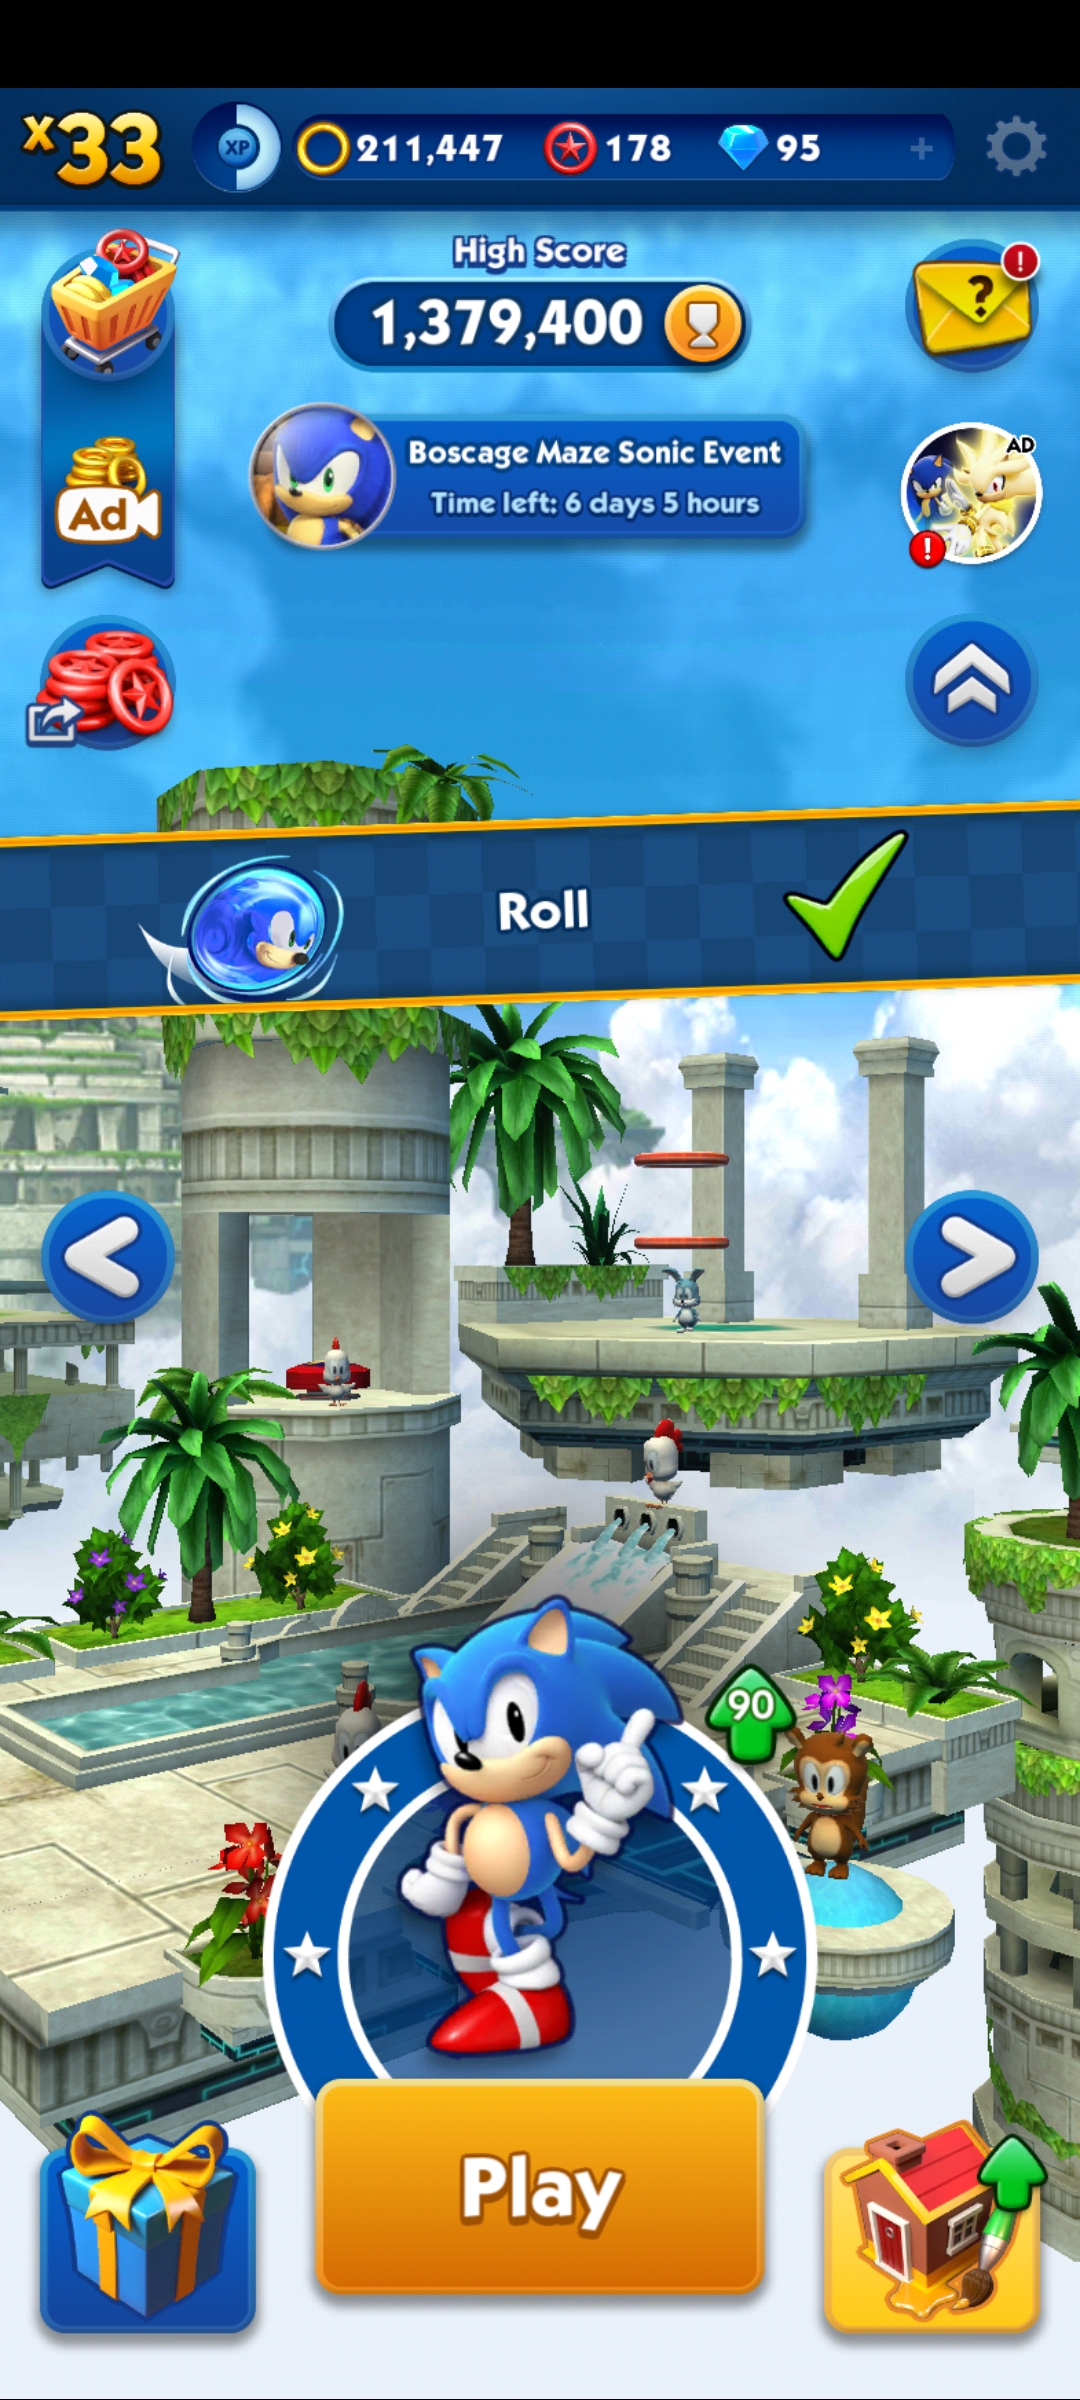 x33
XP
211,447
178
95
+
High Score
1,379,400
?
!
Boscage Maze Sonic Event
Time left: 6 days 5 hours
AD
!
Ad
Roll
90
Play